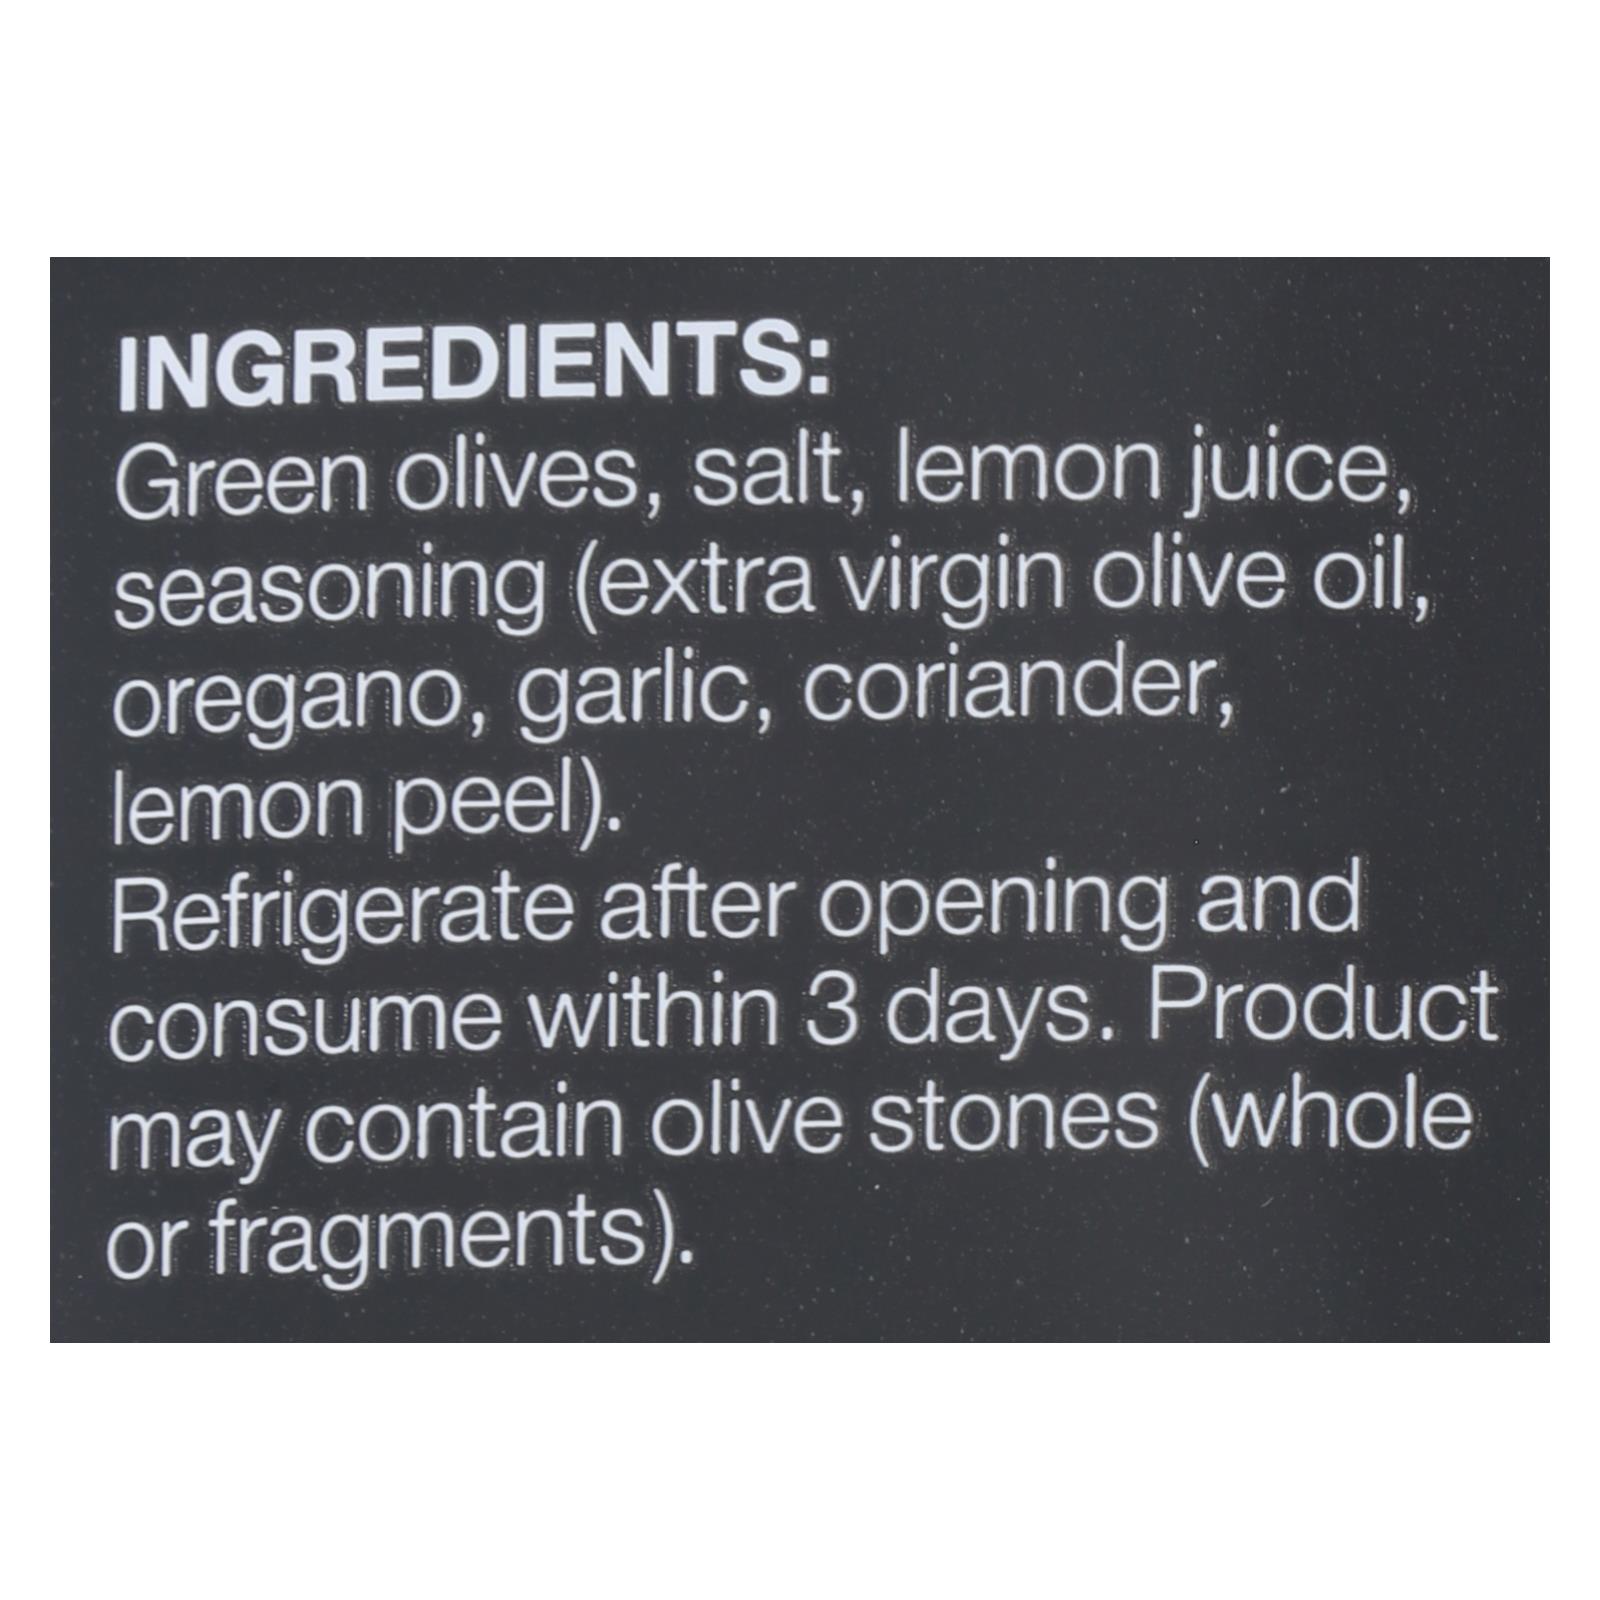 INGREDIENTS:
Green olives, salt, lemon juice,
seasoning (extra virgin olive oil,
oregano, garlic, coriander,
lemon peel).
Refrigerate after opening and
consume within 3 days. Product
may contain olive stones (whole
or fragments).